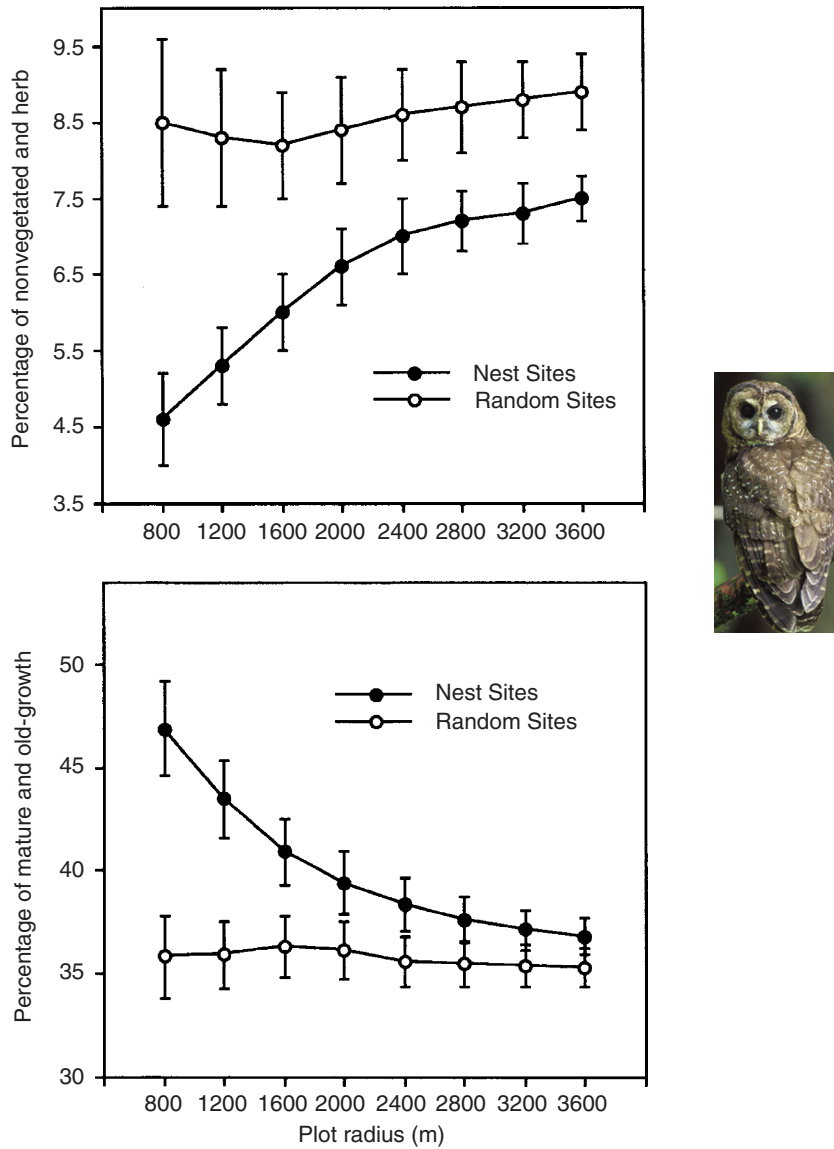 Percentage of nonvegetated and herb
9.5
8.5
7.5
6.5
5.5
4.5
3.5
Nest Sites
Random Sites
800 1200 1600 2000 2400 2800 3200 3600
Percentage of mature and old-growth
50
45
40
35
30
Nest Sites
Random Sites
800 1200 1600 2000 2400 2800 3200 3600
Plot radius (m)